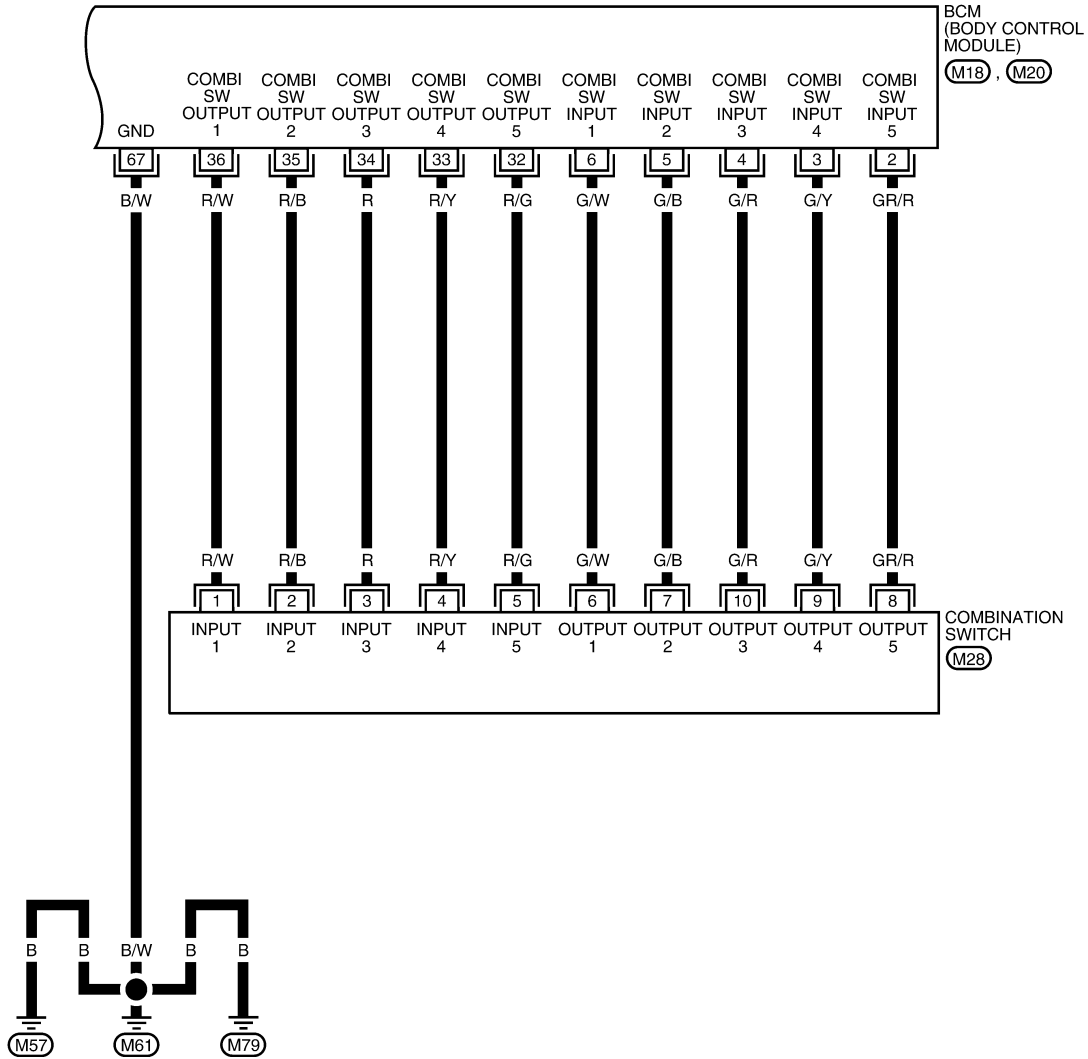 BCM
(BODY CONTROL
MODULE)
M18 , M20
COMBI COMBI COMBI COMBI COMBI COMBI COMBI COMBI COMBI COMBI
SW SW SW SW SW SW SW SW SW SW
OUTPUT OUTPUT OUTPUT OUTPUT OUTPUT INPUT INPUT INPUT INPUT INPUT
GND 1 2 3 4 5 1 2 3 4 5
67 36 35 34 33 32 6 5 4 3 2
B/W R/W R/B R R/Y R/G G/W G/B G/R G/Y GR/R
R/W R/B R R/Y R/G G/W G/B G/R G/Y GR/R
1 2 3 4 5 6 7 10 9 8
INPUT INPUT INPUT INPUT INPUT OUTPUT OUTPUT OUTPUT OUTPUT OUTPUT
1 2 3 4 5 1 2 3 4 5
COMBINATION
SWITCH
M28
B B B/W B B
M57 M61 M79